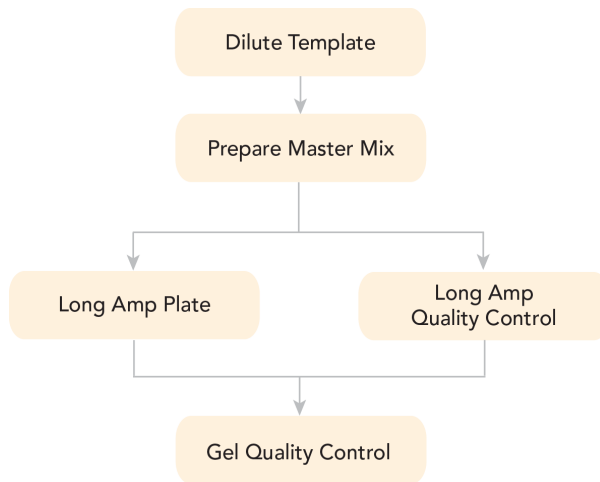 Dilute Template
Prepare Master Mix
Long Amp Plate
Long Amp
Quality Control
Gel Quality Control